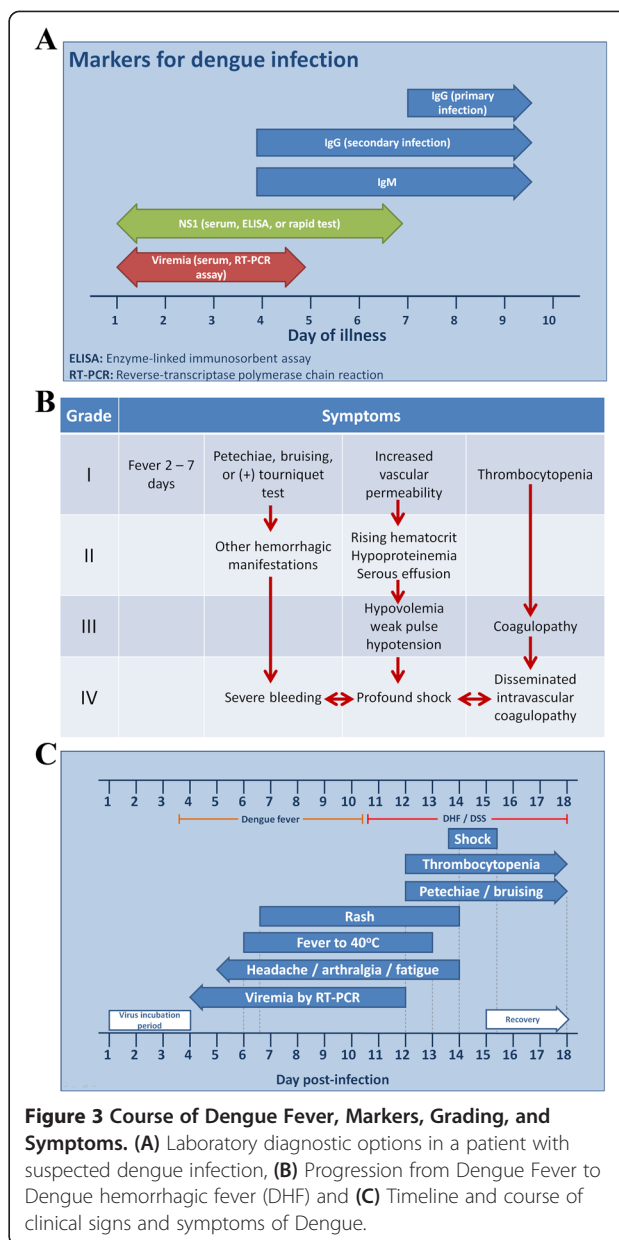 A
Markers for dengue infection
IgG (primary
infection)
IgG (secondary infection)
IgM
NS1 (serum, ELISA, or rapid test)
Viremia (serum, RT-PCR
assay)
1 2 3 4 5 6 7 8 9 10
Day of illness
ELISA: Enzyme-linked immunosorbent assay
RT-PCR: Reverse-transcriptase polymerase chain reaction
B
Grade Symptoms
I
Fever 2 – 7
days
Petechiae, bruising,
or (+) tourniquet
test
Increased
vascular
permeability
Thrombocytopenia
II
Other hemorrhagic
manifestations
Rising hematocrit
Hypoproteinemia
Serous effusion
III
Hypovolemia
weak pulse
hypotension
Coagulopathy
IV
Severe bleeding
Profound shock
Disseminated
intravascular
coagulopathy
C
1 2 3 4 5 6 7 8 9 10 11 12 13 14 15 16 17 18
Dengue fever DHF / DSS
Shock
Thrombocytopenia
Petechiae / bruising
Rash
Fever to 40°C
Headache / arthralgia / fatigue
Viremia by RT-PCR
Virus incubation
period
Recovery
1 2 3 4 5 6 7 8 9 10 11 12 13 14 15 16 17 18
Day post-infection
Figure 3 Course of Dengue Fever, Markers, Grading, and
Symptoms. (A) Laboratory diagnostic options in a patient with
suspected dengue infection, (B) Progression from Dengue Fever to
Dengue hemorrhagic fever (DHF) and (C) Timeline and course of
clinical signs and symptoms of Dengue.